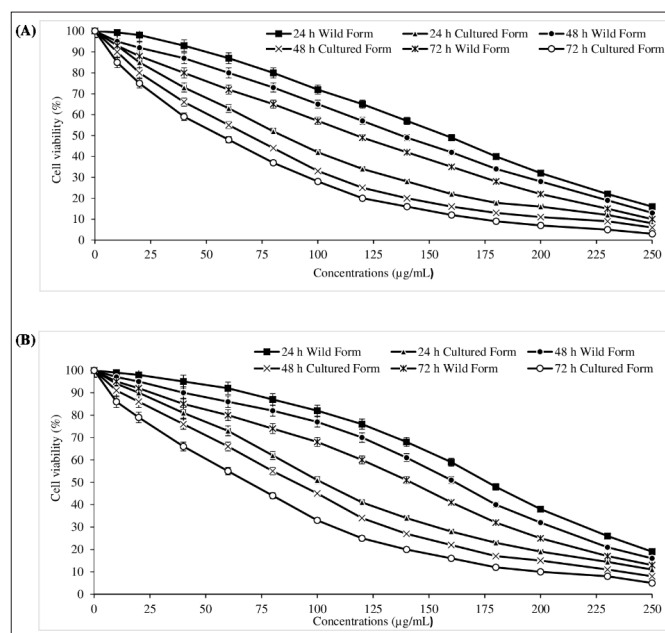 (A)
24 h Wild Form 24 h Cultured Form 48 h Wild Form
48 h Cultured Form 72 h Wild Form 72 h Cultured Form
Cell viability (%)
100
90
80
70
60
50
40
30
20
10
0
0 25 50 75 100 125 150 175 200 225 250
Concentrations (µg/mL)
(B)
24 h Wild Form 24 h Cultured Form 48 h Wild Form
48 h Cultured Form 72 h Wild Form 72 h Cultured Form
Cell viability (%)
100
90
80
70
60
50
40
30
20
10
0
0 25 50 75 100 125 150 175 200 225 250
Concentrations (µg/mL)